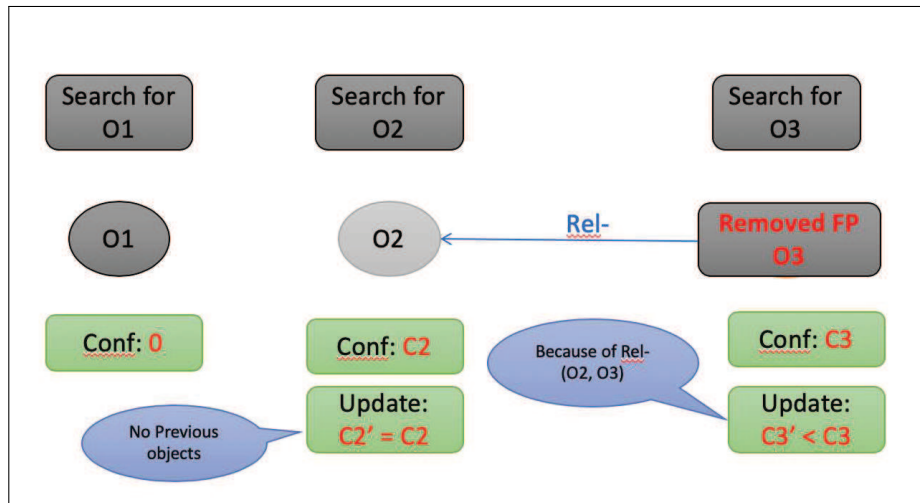 Search for
O1
Search for
O2
Search for
O3
O1
O2
Rel-
Removed FP
O3
Conf: 0
Conf: C2
Because of Rel-
(O2, O3)
Conf: C3
No Previous
objects
Update:
C2' = C2
Update:
C3' < C3